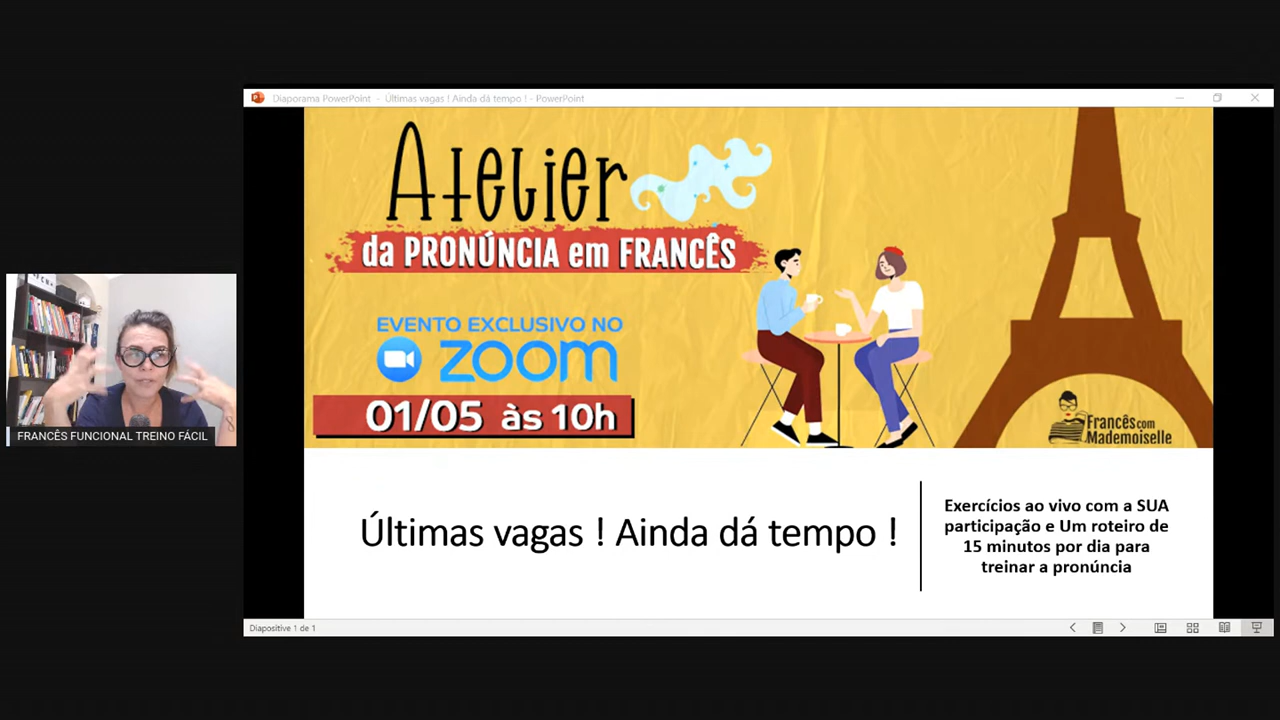 Diaporama PowerPoint - Últimas vagas ! Ainda dá tempo ! - PowerPoint
Atelier
da PRONÚNCIA em FRANCÊS
EVENTO EXCLUSIVO NO
zoom
01/05 às 10h
Francês com
Mademoiselle
FRANCÊS FUNCIONAL TREINO FÁCIL
Últimas vagas ! Ainda dá tempo !
Exercícios ao vivo com a SUA
participação e Um roteiro de
15 minutos por dia para
treinar a pronúncia
Diapositive 1 de 1